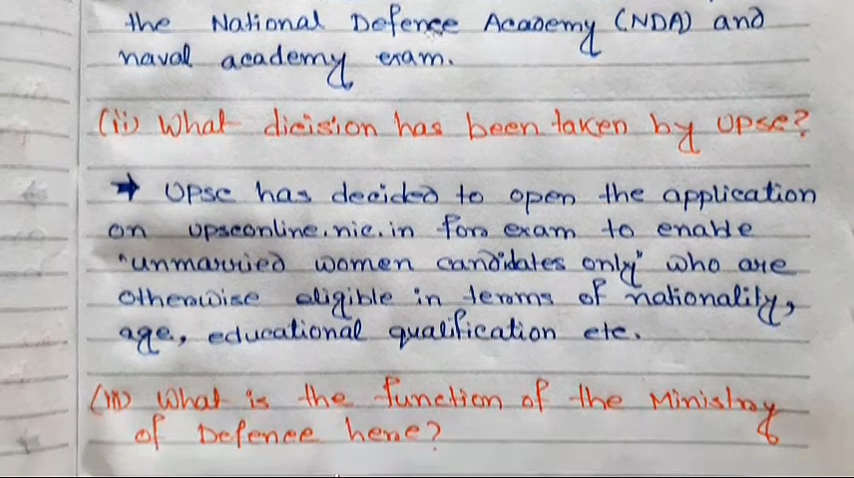 the National Defence Academy (NDA) and
naval academy exam.
(ii) What dicision has been taken by UPSC?
→ UPSC has decided to open the application
on upsconline.nic.in for exam to enable
"unmarried women candidates only" who are
otherwise eligible in terms of nationality,
age, educational qualification etc.
(iii) What is the function of the Ministry
of Defence here?